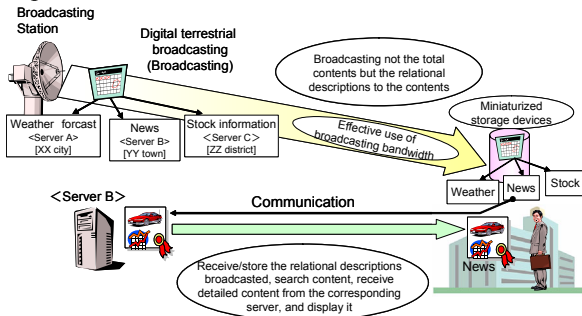 Broadcasting
Station
Digital terrestrial
broadcasting
(Broadcasting)
Broadcasting not the total
contents but the relational
descriptions to the contents
Miniaturized
storage devices
Weather forcast
<Server A>
[XX city]
News
<Server B>
[YY town]
Stock information
<Server C>
[ZZ district]
Effective use of
broadcasting bandwidth
Weather
News
Stock
<Server B>
Communication
News
Receive/store the relational descriptions
broadcasted, search content, receive
detailed content from the corresponding
server, and display it